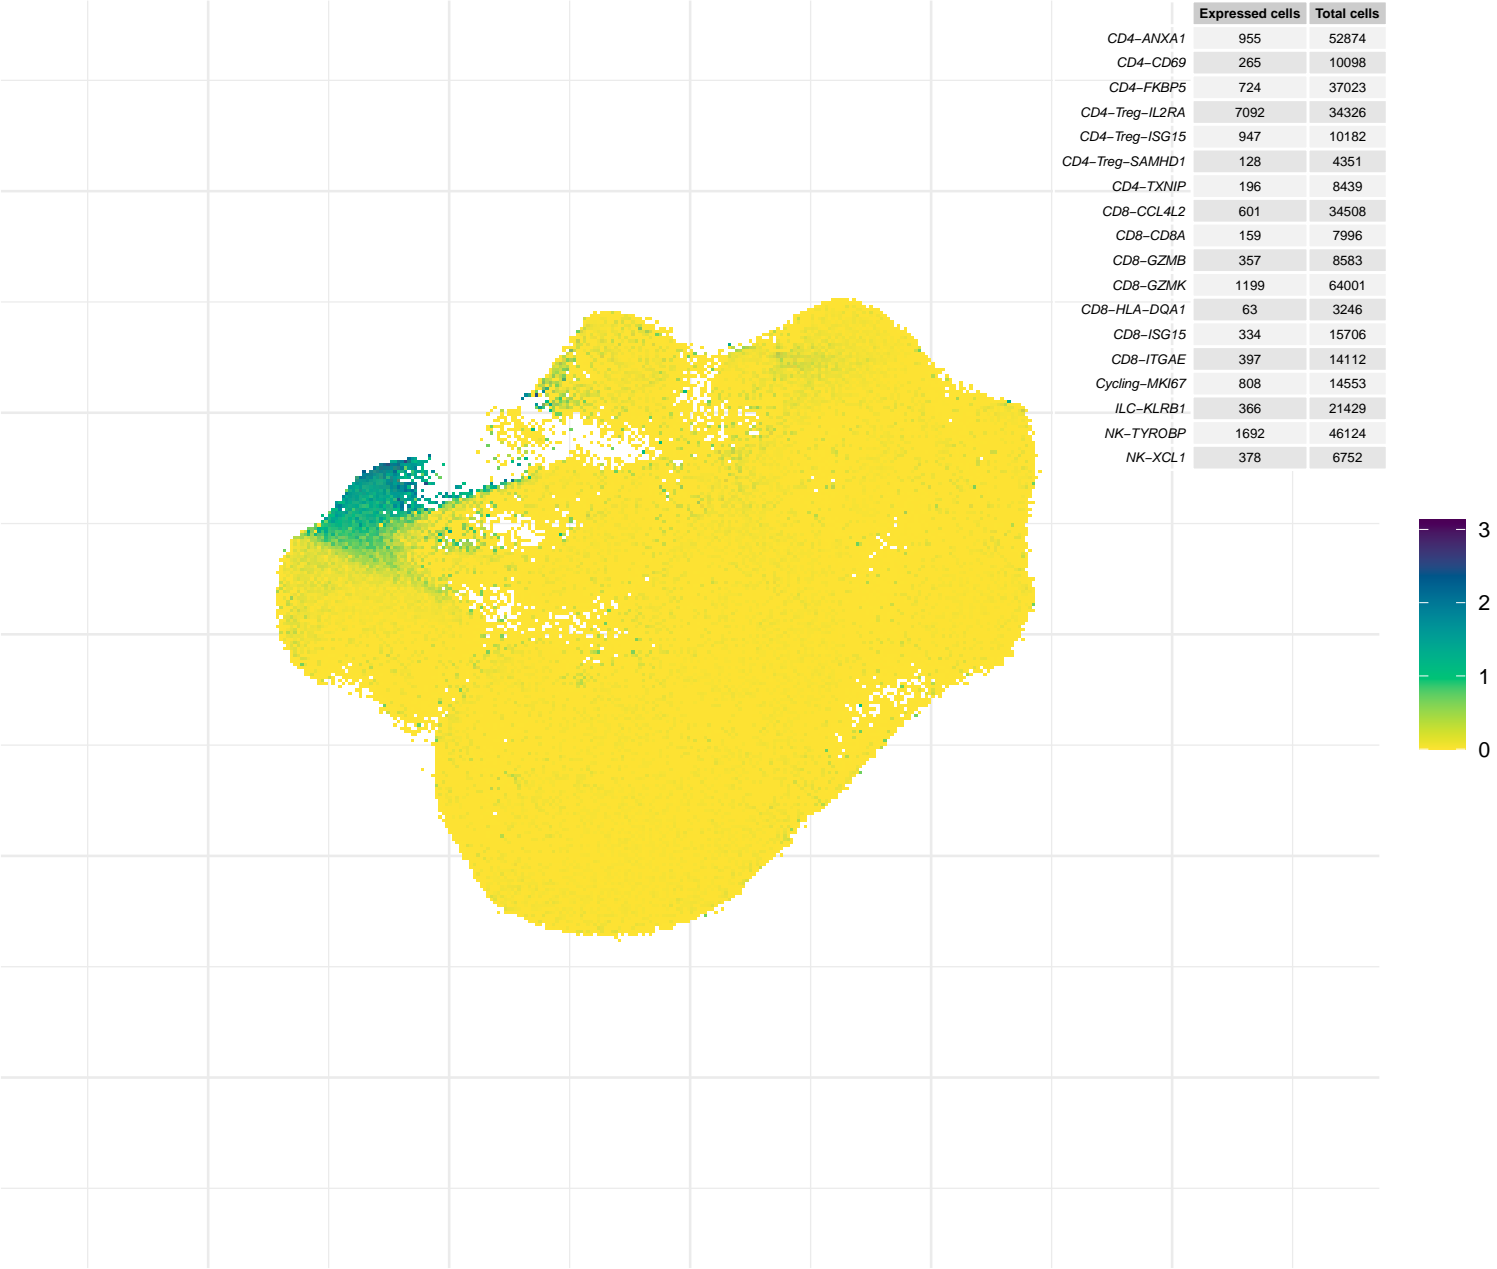 Expressed cells Total cells
CD4−ANXA1 955 52874
CD4−CD69 265 10098
CD4−FKBP5 724 37023
CD4−Treg−IL2RA 7092 34326
CD4−Treg−ISG15 947 10182
CD4−Treg−SAMHD1 128 4351
CD4−TXNIP 196 8439
CD8−CCL4L2 601 34508
CD8−CD8A 159 7996
CD8−GZMB 357 8583
CD8−GZMK 1199 64001
CD8−HLA−DQA1 63 3246
CD8−ISG15 334 15706
CD8−ITGAE 397 14112
Cycling−MKI67 808 14553
ILC−KLRB1 366 21429
NK−TYROBP 1692 46124
NK−XCL1 378 6752
3
2
1
0